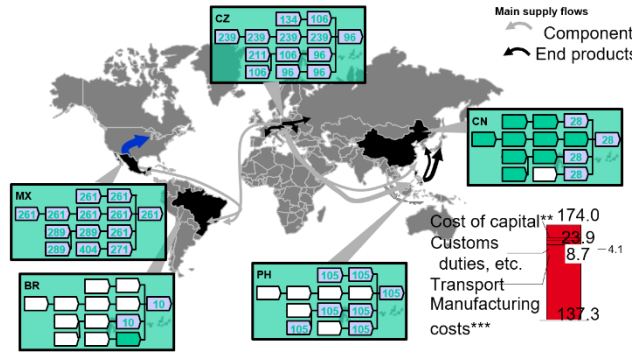 Main supply flows
Component
End products
CZ
134 106
239 239 239 239 96
211 106 96
106 96 96
CN
28
28
28
28
MX
261 261
261 261 261 261 261
289 289 261
289 404 271
BR
10
10
PH
105 105
105
105 105
105 105
Cost of capital** 174.0
Customs 23.9
duties, etc. 8.7 4.1
Transport
Manufacturing
costs*** 137.3